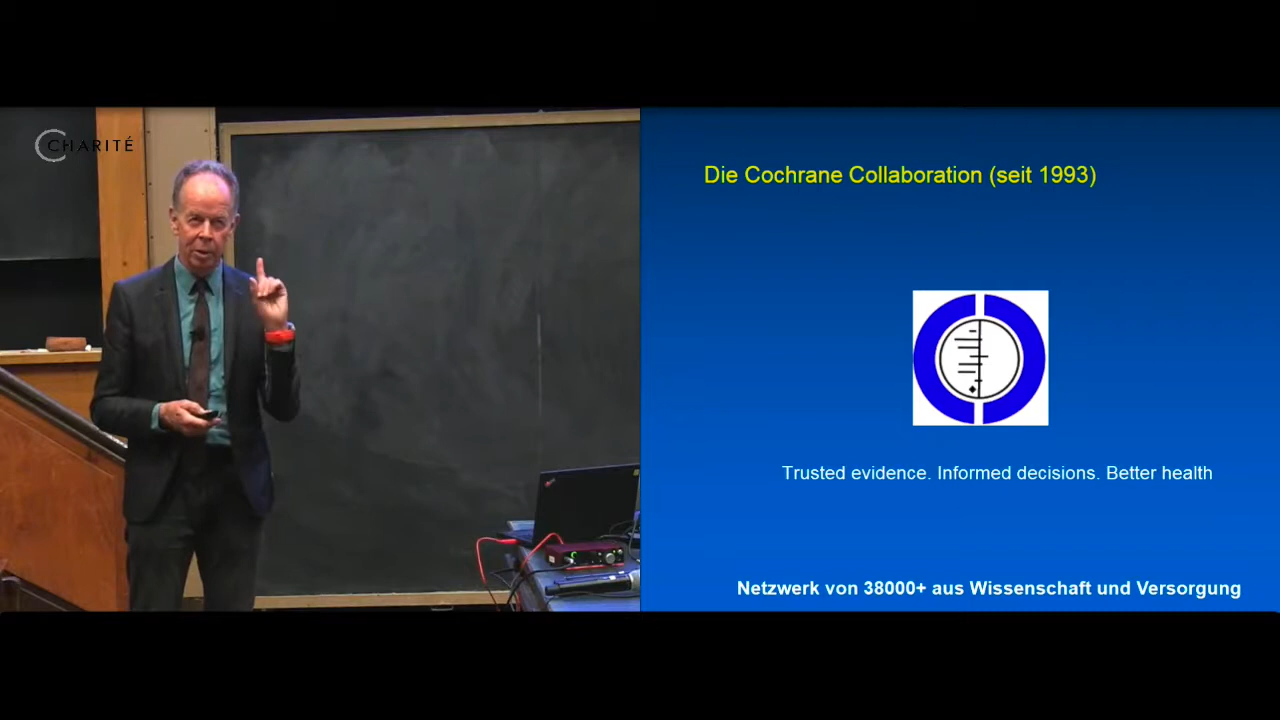 CHARITÉ
Die Cochrane Collaboration (seit 1993)
Trusted evidence. Informed decisions. Better health
Netzwerk von 38000+ aus Wissenschaft und Versorgung